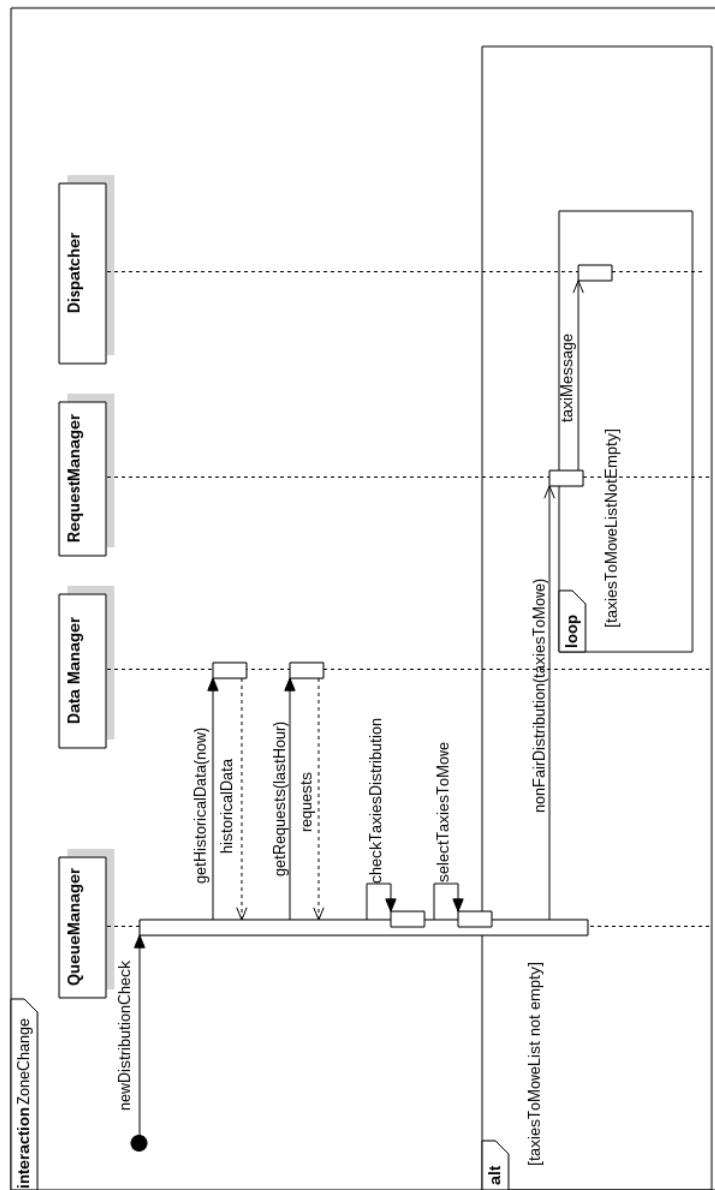 interaction ZoneChange
QueueManager
Data Manager
RequestManager
Dispatcher
newDistributionCheck
getHistoricalData(now)
historicalData
getRequests(lastHour)
requests
checkTaxiesDistribution
selectTaxiesToMove
alt
[taxiesToMoveList not empty]
nonFairDistribution(taxiesToMove)
loop
taxiMessage
[taxiesToMoveListNotEmpty]